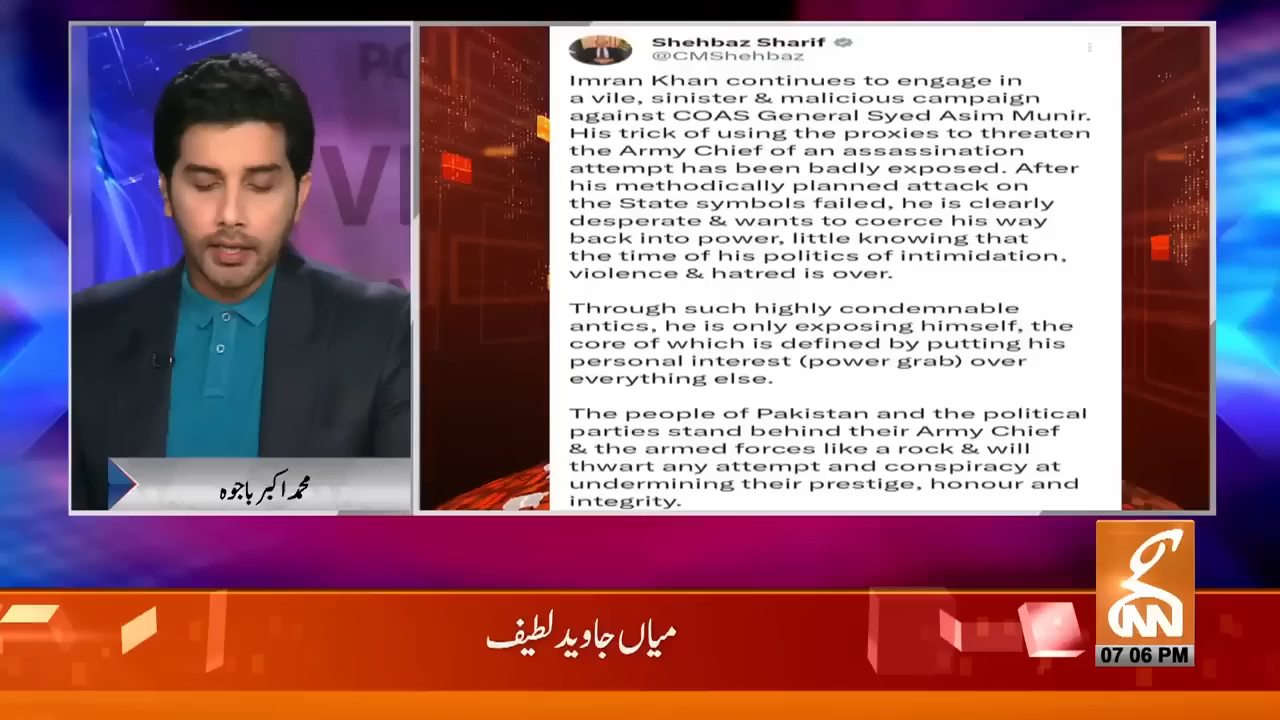 PO
VI
Shehbaz Sharif
@CMShehbaz
Imran Khan continues to engage in
a vile, sinister & malicious campaign
against COAS General Syed Asim Munir.
His trick of using the proxies to threaten
the Army Chief of an assassination
attempt has been badly exposed. After
his methodically planned attack on
the State symbols failed, he is clearly
desperate & wants to coerce his way
back into power, little knowing that
the time of his politics of intimidation,
violence & hatred is over.
Through such highly condemnable
antics, he is only exposing himself, the
core of which is defined by putting his
personal interest (power grab) over
everything else.
The people of Pakistan and the political
parties stand behind their Army Chief
& the armed forces like a rock & will
thwart any attempt and conspiracy at
undermining their prestige, honour and
integrity.
محمد اکبر باجوہ
میاں جاوید لطیف
GNN
07 06 PM